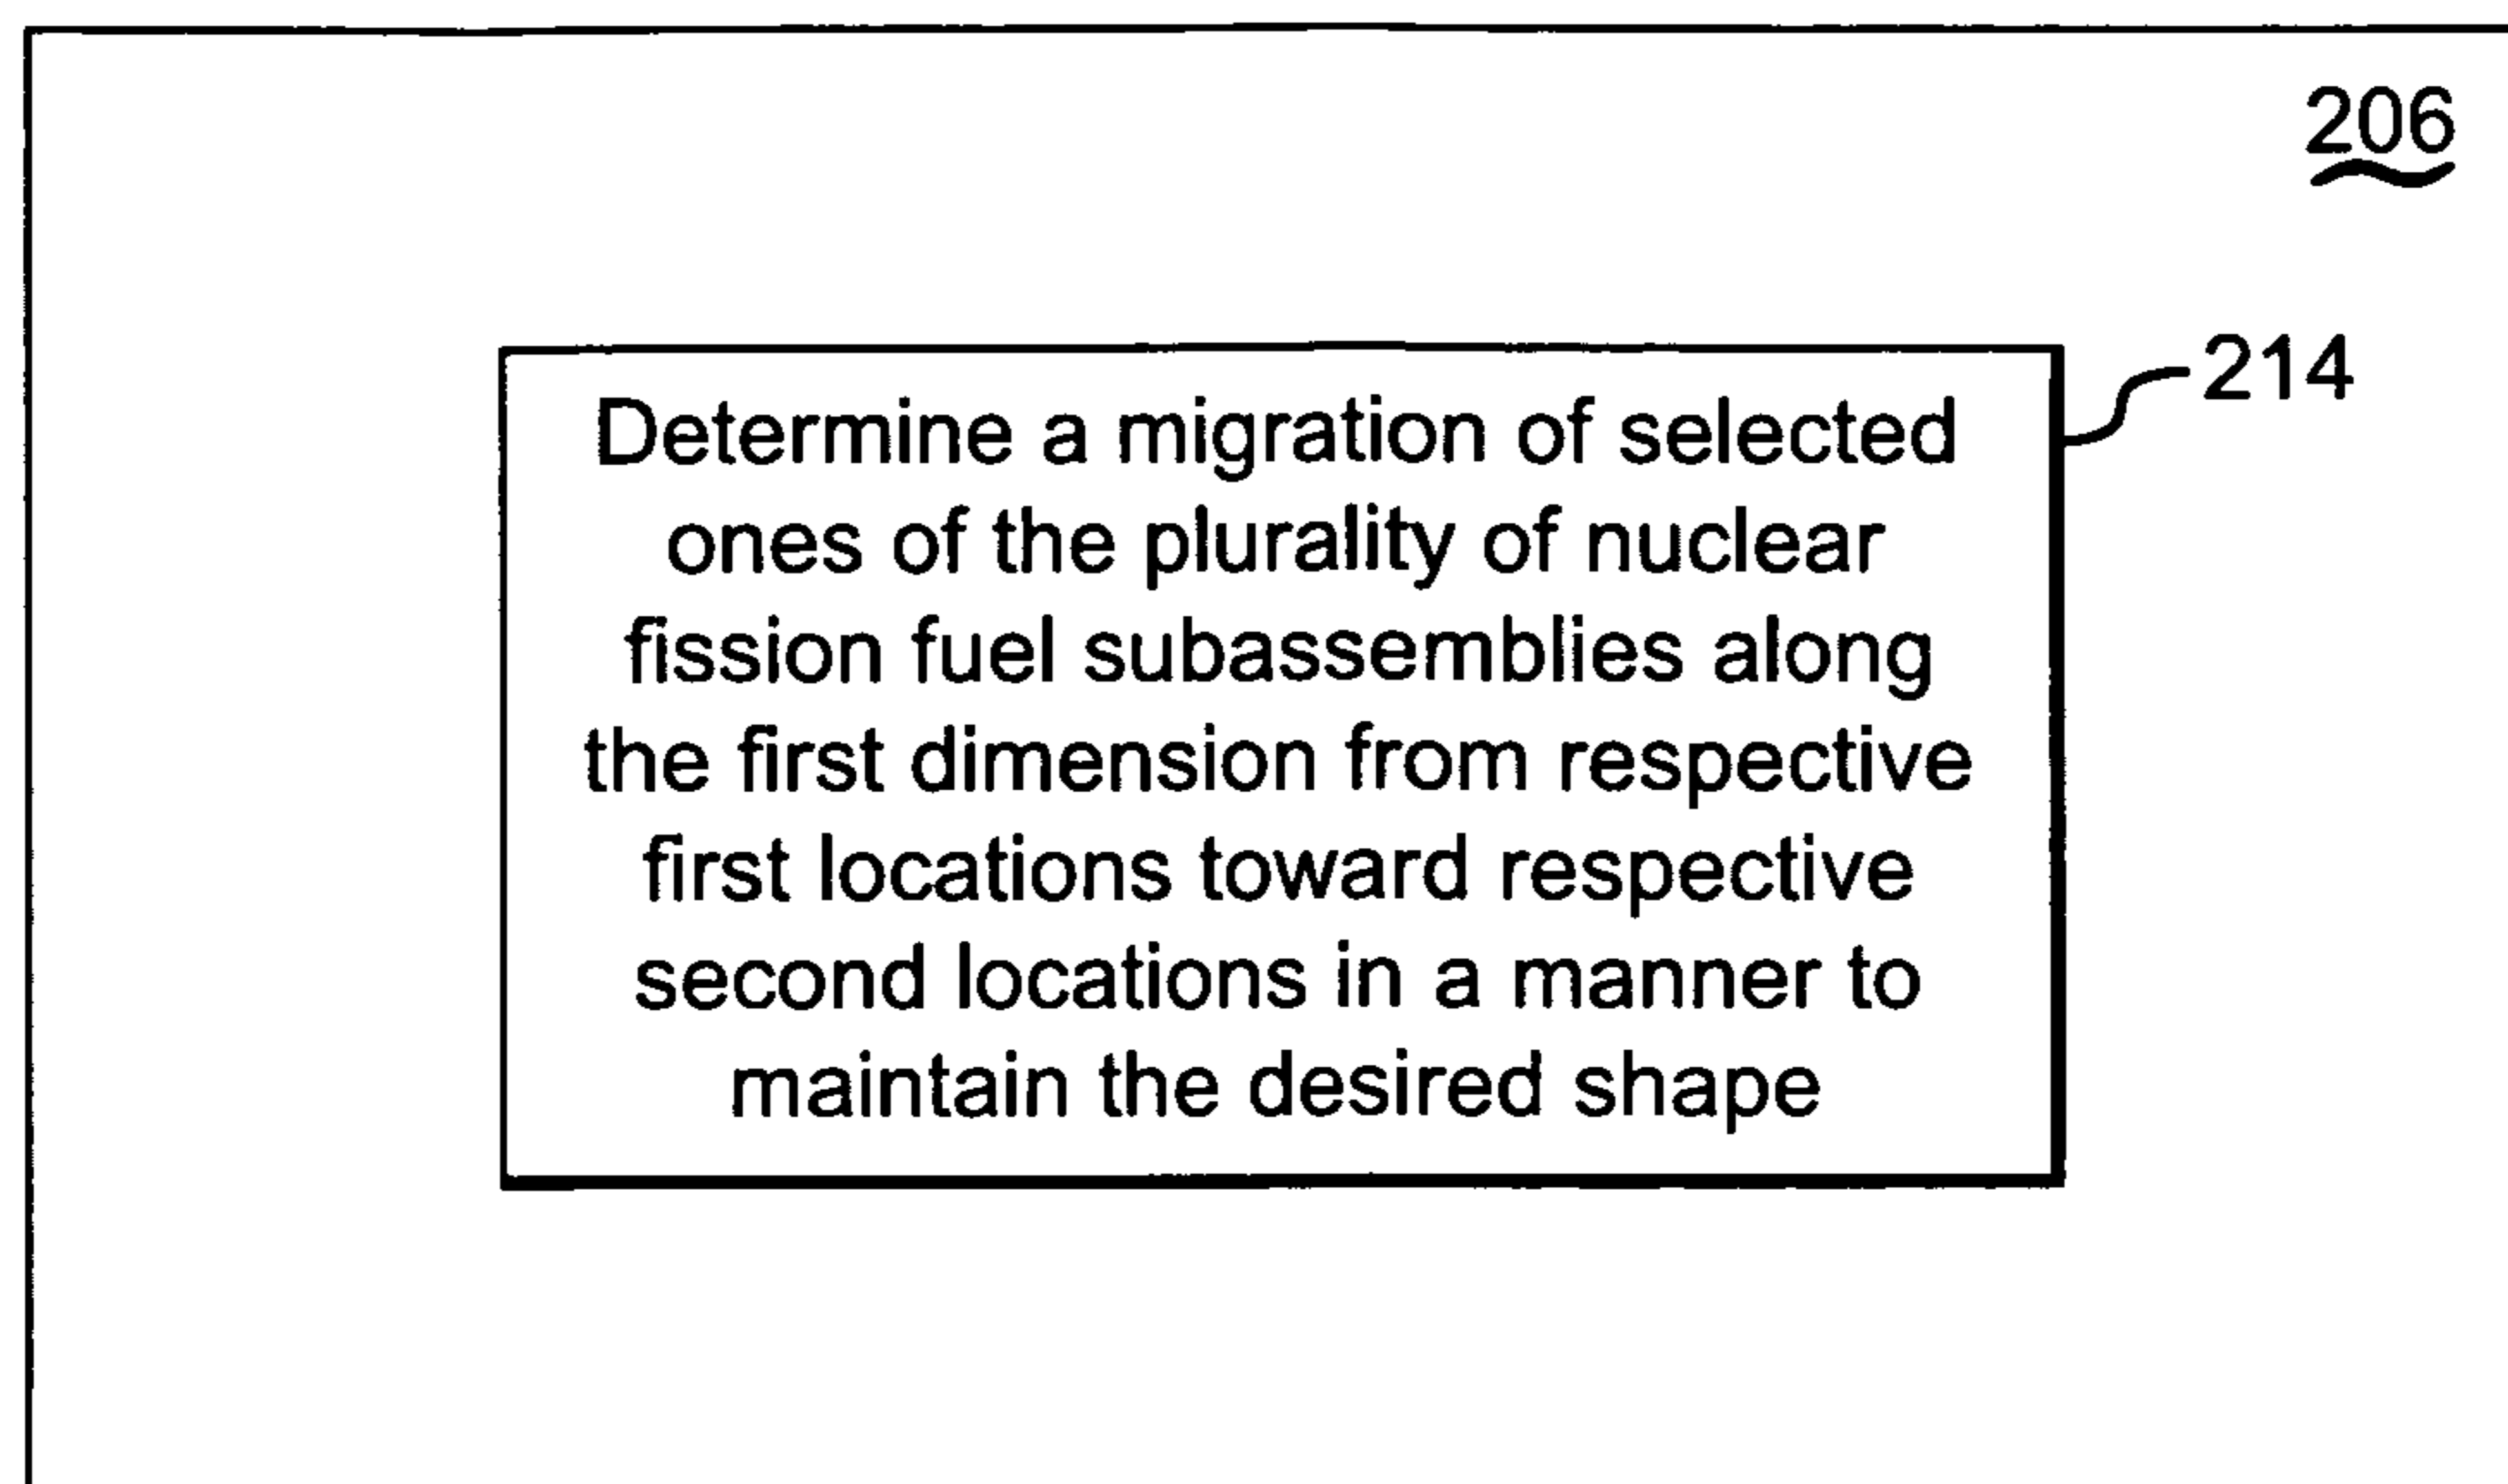 206
214
Determine a migration of selected
ones of the plurality of nuclear
fission fuel subassemblies along
the first dimension from respective
first locations toward respective
second locations in a manner to
maintain the desired shape